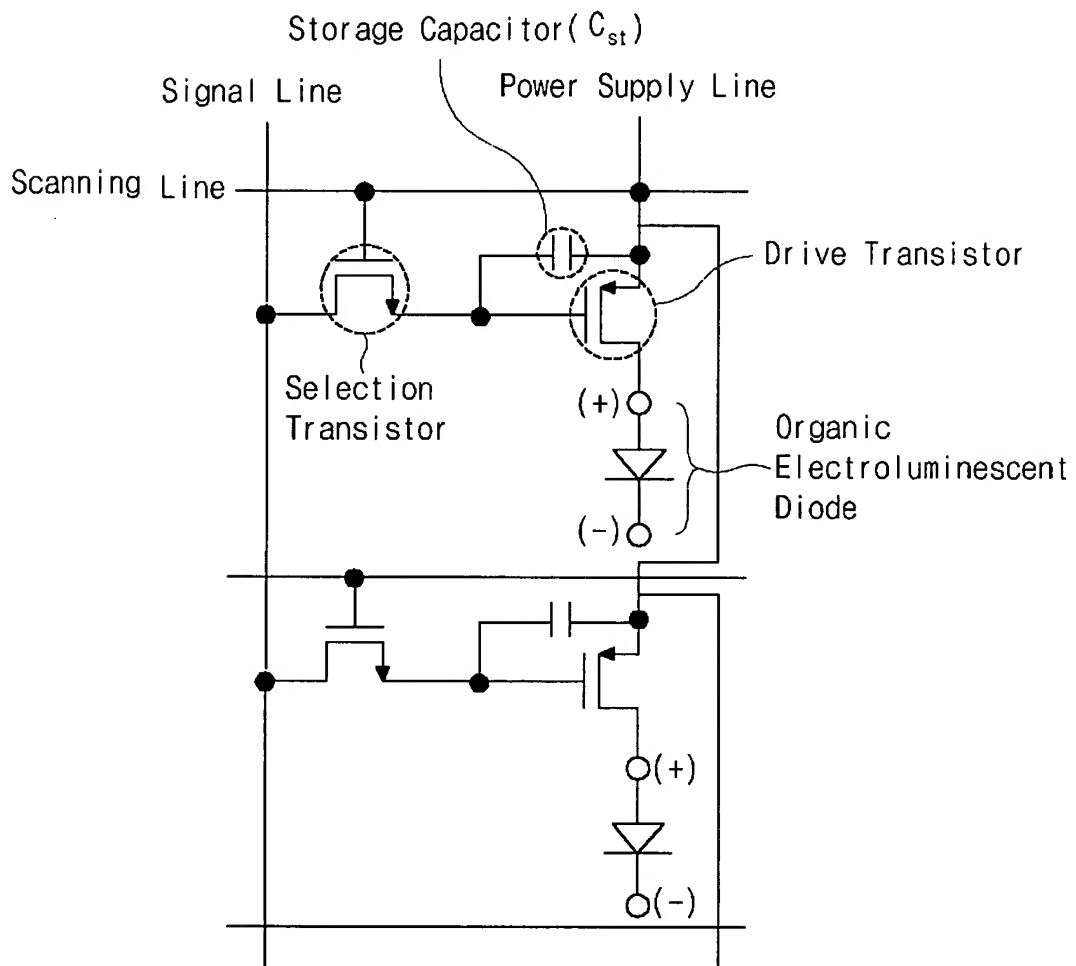 Storage Capacitor(Cst)
Signal Line
Power Supply Line
Scanning Line
Drive Transistor
Selection
Transistor
(+)
Organic
Electroluminescent
Diode
(-)
(+)
(-)